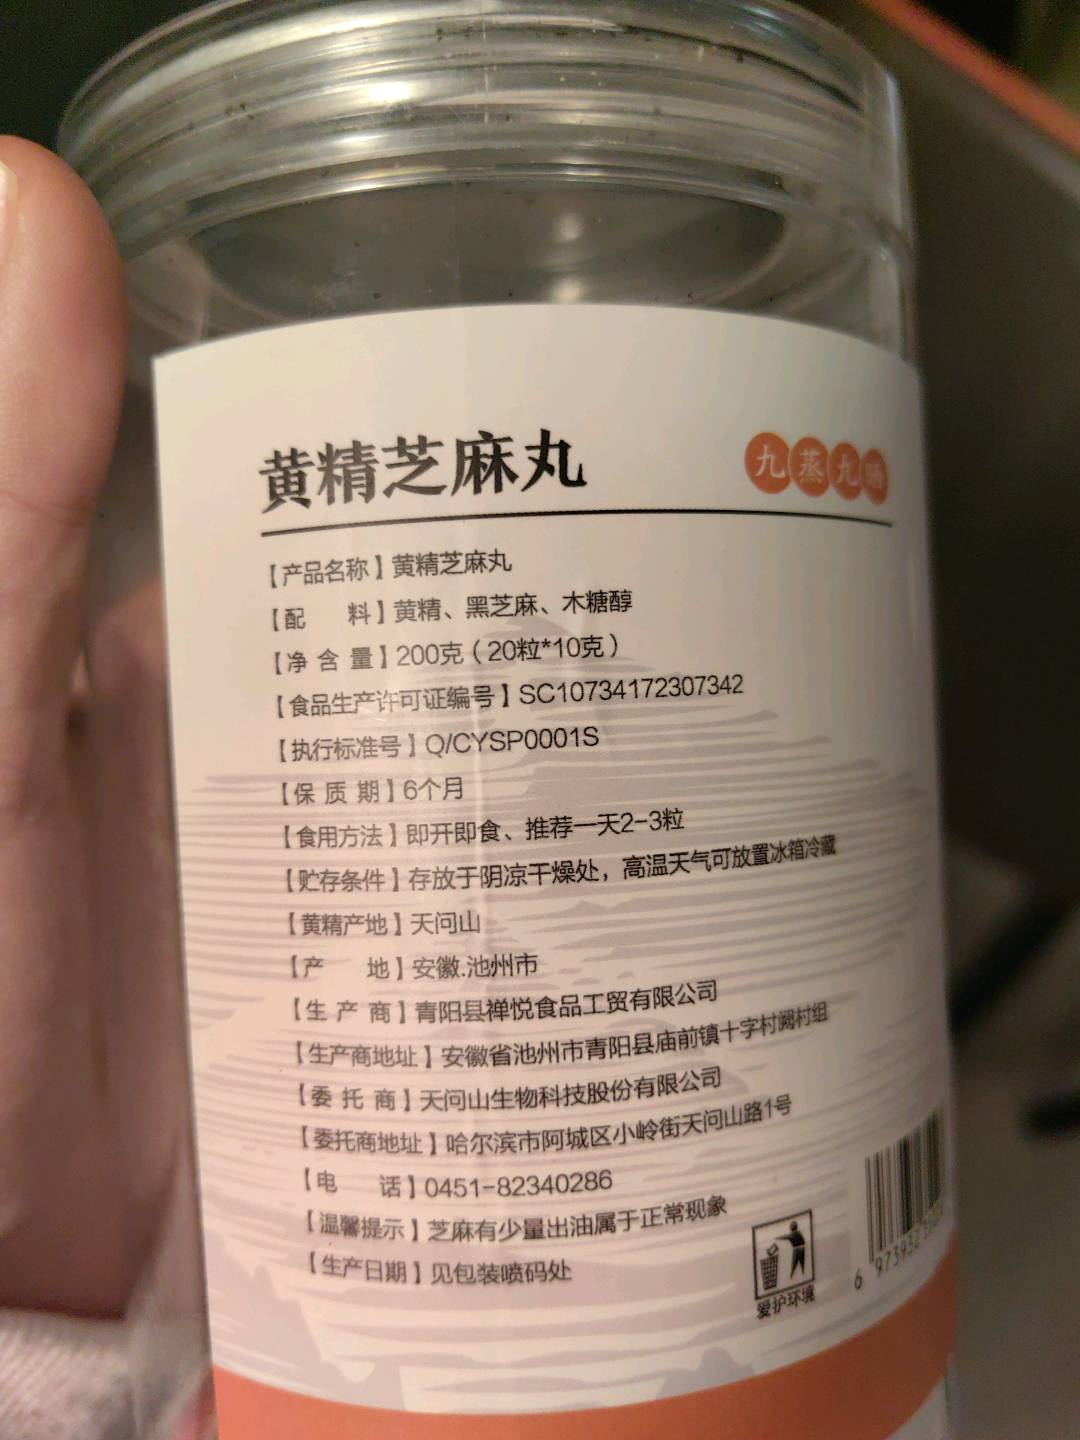 黄精芝麻丸
九蒸九晒
【产品名称】黄精芝麻丸
【配 料】黄精、黑芝麻、木糖醇
【净 含 量】200克（20粒*10克）
【食品生产许可证编号】SC10734172307342
【执行标准号】Q/CYSP0001S
【保 质 期】6个月
【食用方法】即开即食、推荐一天2-3粒
【贮存条件】存放于阴凉干燥处，高温天气可放置冰箱冷藏
【黄精产地】天问山
【产 地】安徽.池州市
【生 产 商】青阳县禅悦食品工贸有限公司
【生产商地址】安徽省池州市青阳县庙前镇十字村阙村组
【委 托 商】天问山生物科技股份有限公司
【委托商地址】哈尔滨市阿城区小岭街天问山路1号
【电 话】0451-82340286
【温馨提示】芝麻有少量出油属于正常现象
【生产日期】见包装喷码处
爱护环境
6 973932